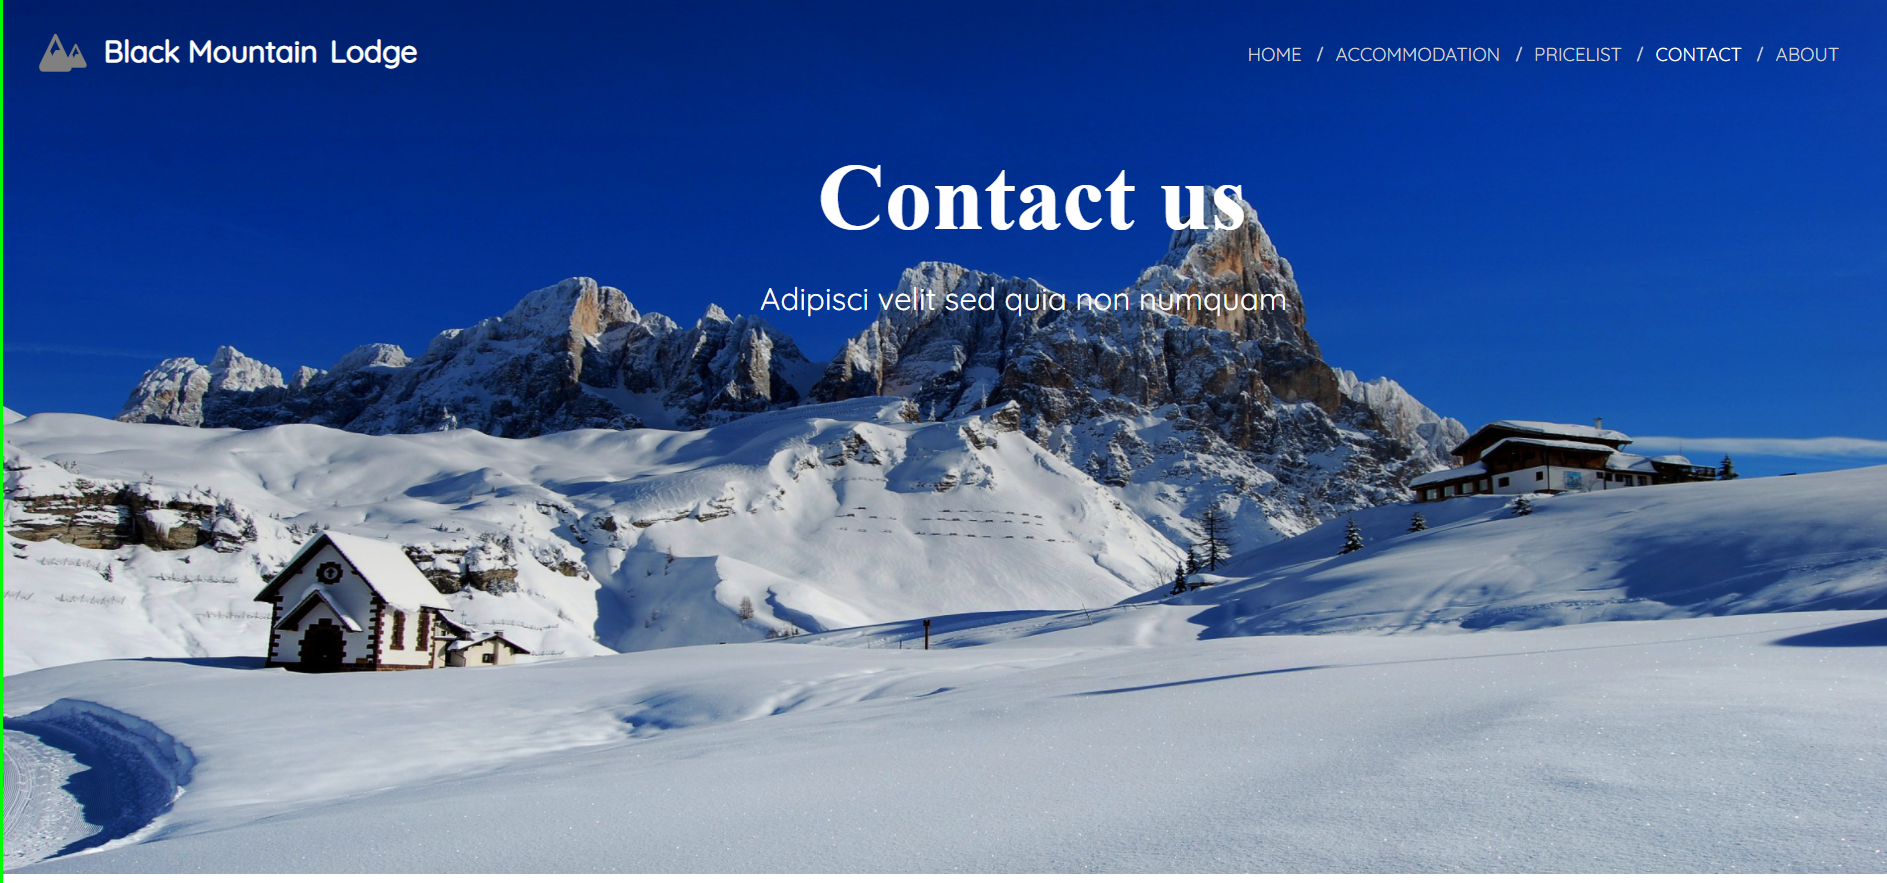 Black Mountain Lodge
HOME / ACCOMMODATION / PRICELIST / CONTACT / ABOUT
Contact us
Adipisci velit sed quia non numquam